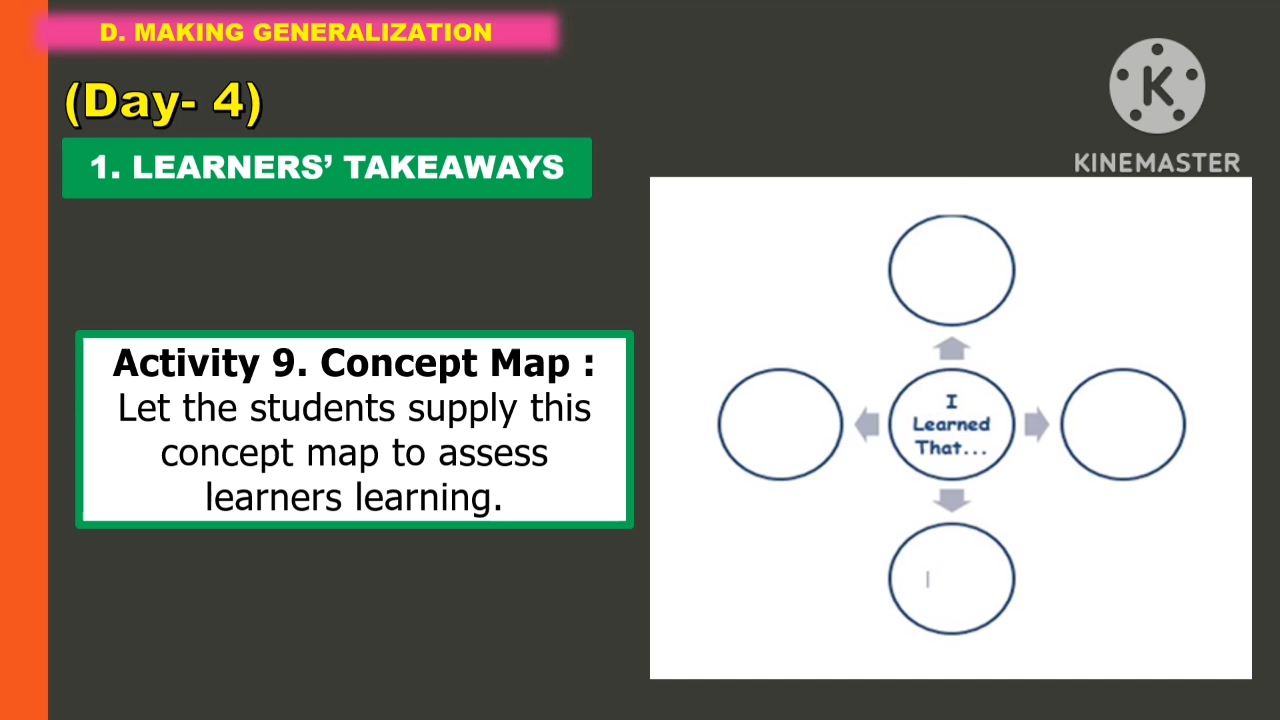 D. MAKING GENERALIZATION
(Day- 4)
1. LEARNERS’ TAKEAWAYS
K
KINEMASTER
Activity 9. Concept Map :
Let the students supply this
concept map to assess
learners learning.
I
Learned
That...